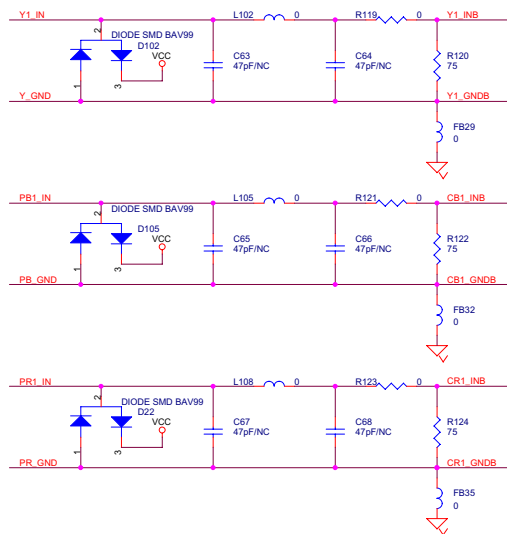 Y1_IN L102 0 R119 0 Y1_INB
2 DIODE SMD BAV99
D102
VCC
C63
47pF/NC
C64
47pF/NC
R120
75
1 3
Y_GND Y1_GNDB
FB29
0
PB1_IN L105 0 R121 0 CB1_INB
2 DIODE SMD BAV99
D105
VCC
C65
47pF/NC
C66
47pF/NC
R122
75
1 3
PB_GND CB1_GNDB
FB32
0
PR1_IN L108 0 R123 0 CR1_INB
2 DIODE SMD BAV99
D22
VCC
C67
47pF/NC
C68
47pF/NC
R124
75
1 3
PR_GND CR1_GNDB
FB35
0